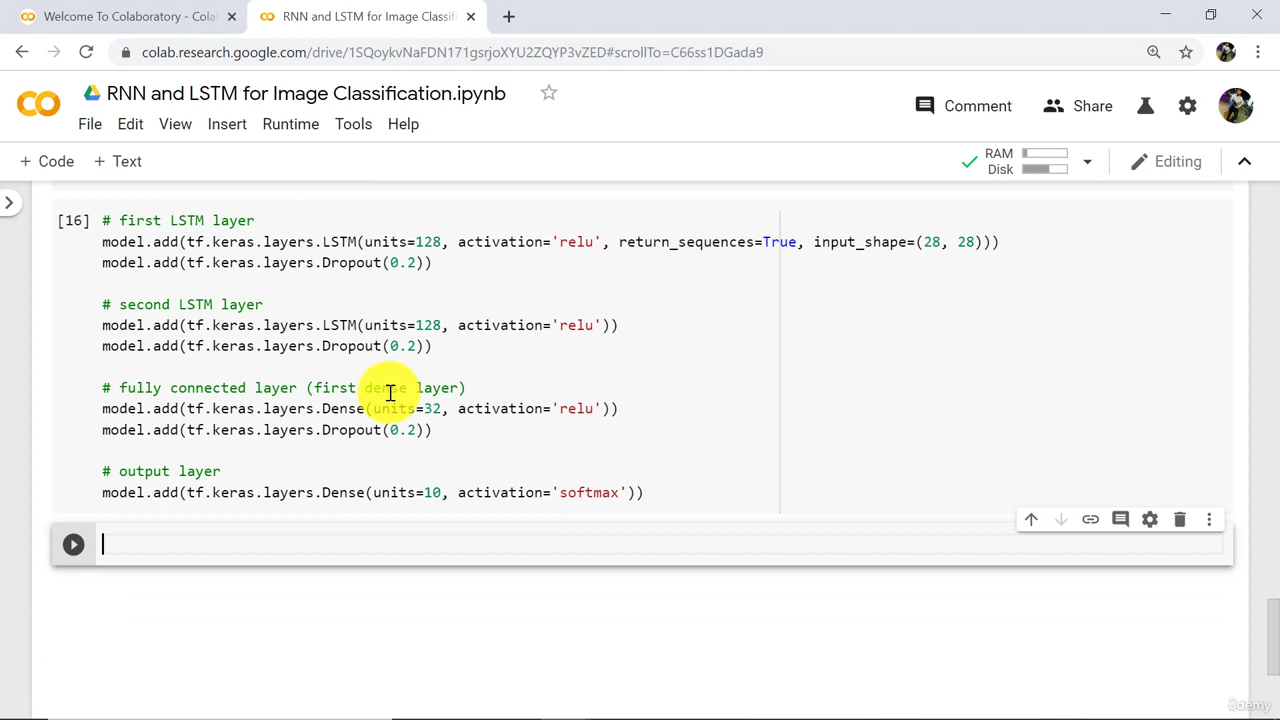 Welcome To Colaboratory - Cola
RNN and LSTM for Image Classifi
colab.research.google.com/drive/1SQoykvNaFDN171gsrjoXYU2ZQYP3vZED#scrollTo=C66ss1DGada9
RNN and LSTM for Image Classification.ipynb
Comment
Share
File Edit View Insert Runtime Tools Help
+ Code + Text
RAM
Disk
Editing
[16] # first LSTM layer
model.add(tf.keras.layers.LSTM(units=128, activation='relu', return_sequences=True, input_shape=(28, 28)))
model.add(tf.keras.layers.Dropout(0.2))
# second LSTM layer
model.add(tf.keras.layers.LSTM(units=128, activation='relu'))
model.add(tf.keras.layers.Dropout(0.2))
# fully connected layer (first dense layer)
model.add(tf.keras.layers.Dense(units=32, activation='relu'))
model.add(tf.keras.layers.Dropout(0.2))
# output layer
model.add(tf.keras.layers.Dense(units=10, activation='softmax'))
ûdemy